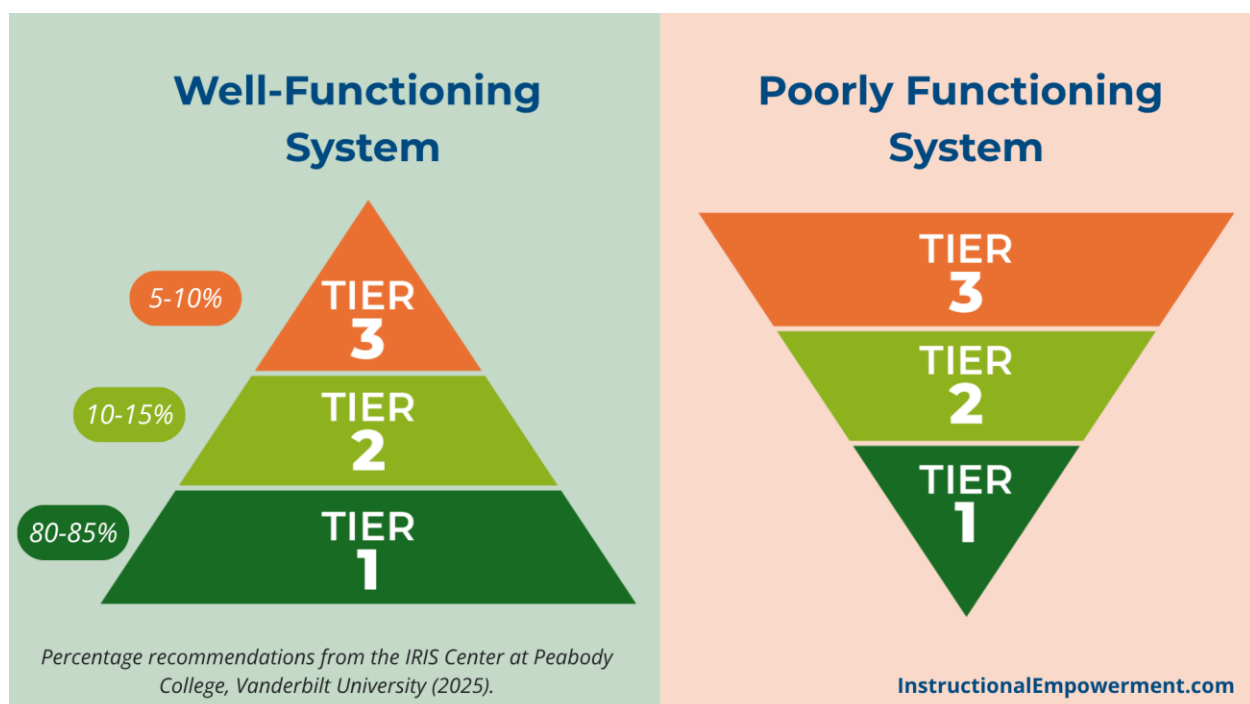 Well-Functioning
System
5-10%
TIER
3
10-15%
TIER
2
80-85%
TIER
1
Percentage recommendations from the IRIS Center at Peabody
College, Vanderbilt University (2025).
Poorly Functioning
System
TIER
3
TIER
2
TIER
1
InstructionalEmpowerment.com